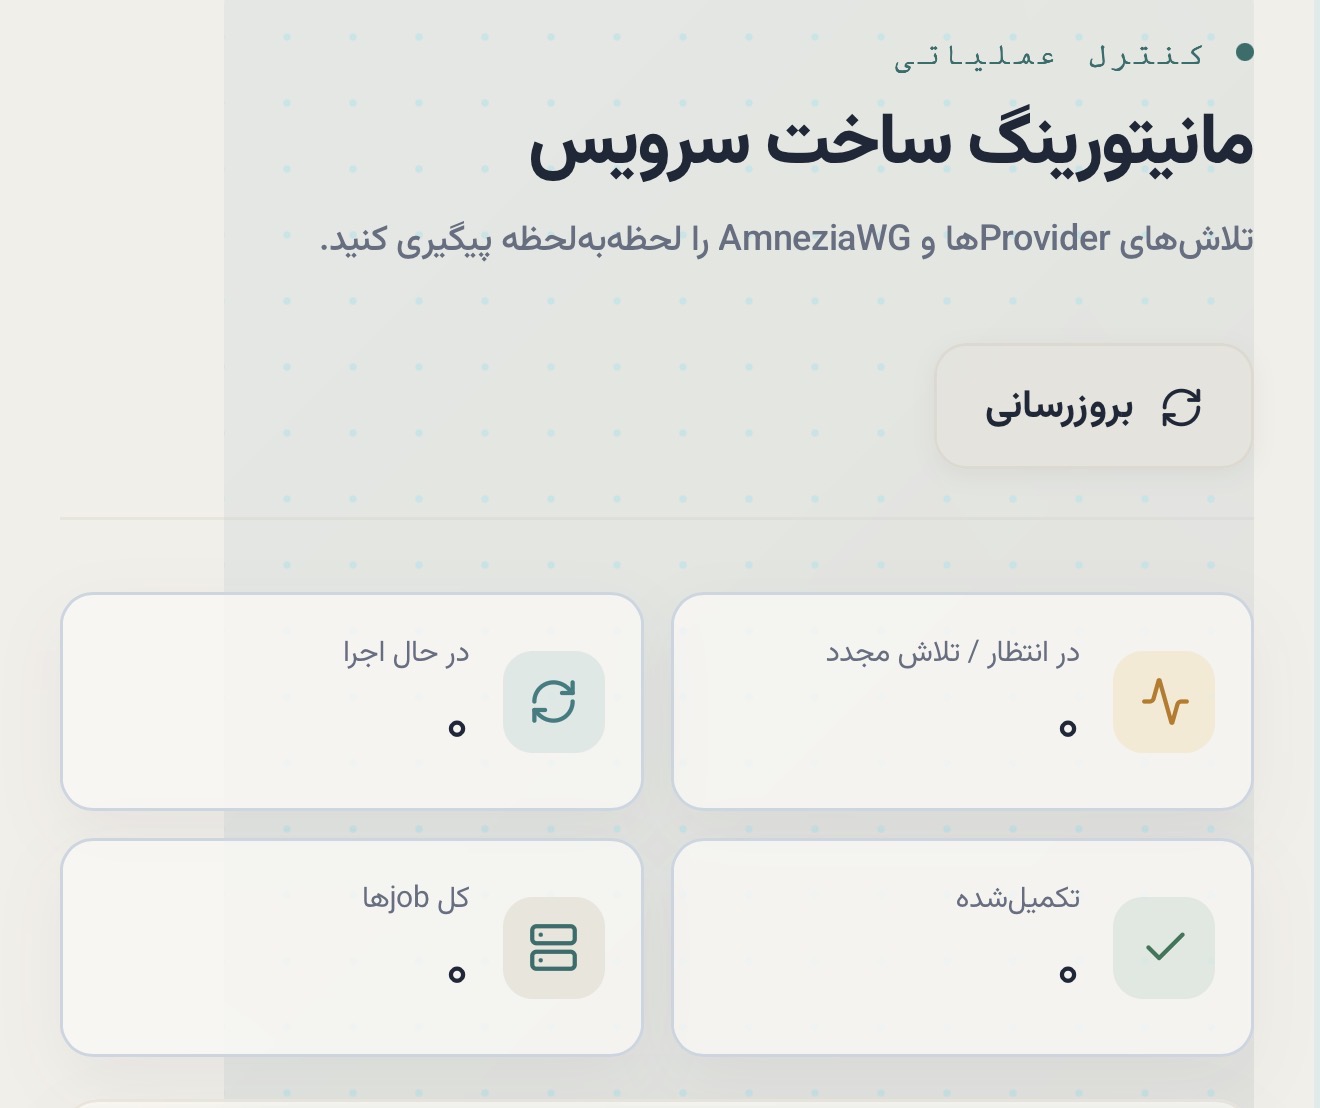 کنترل عملیاتی
مانیتورینگ ساخت سرویس
تلاش‌های Providerها و AmneziaWG را لحظه‌به‌لحظه پیگیری کنید.
بروزرسانی
در انتظار / تلاش مجدد
۰
در حال اجرا
۰
تکمیل‌شده
۰
کل jobها
۰